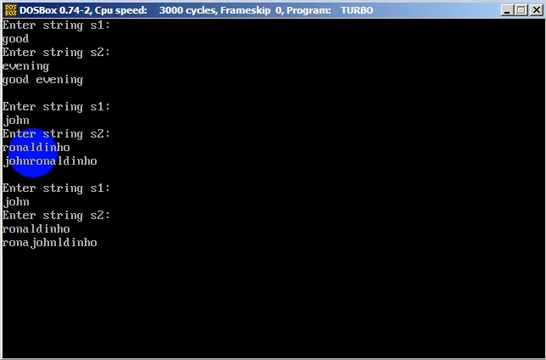 DOSBox 0.74-2, Cpu speed: 3000 cycles, Frameskip 0, Program: TURBO
Enter string s1:
good
Enter string s2:
evening
good evening
Enter string s1:
john
Enter string s2:
ronaldinho
johnronaldinho
Enter string s1:
john
Enter string s2:
ronaldinho
ronajohnldinho